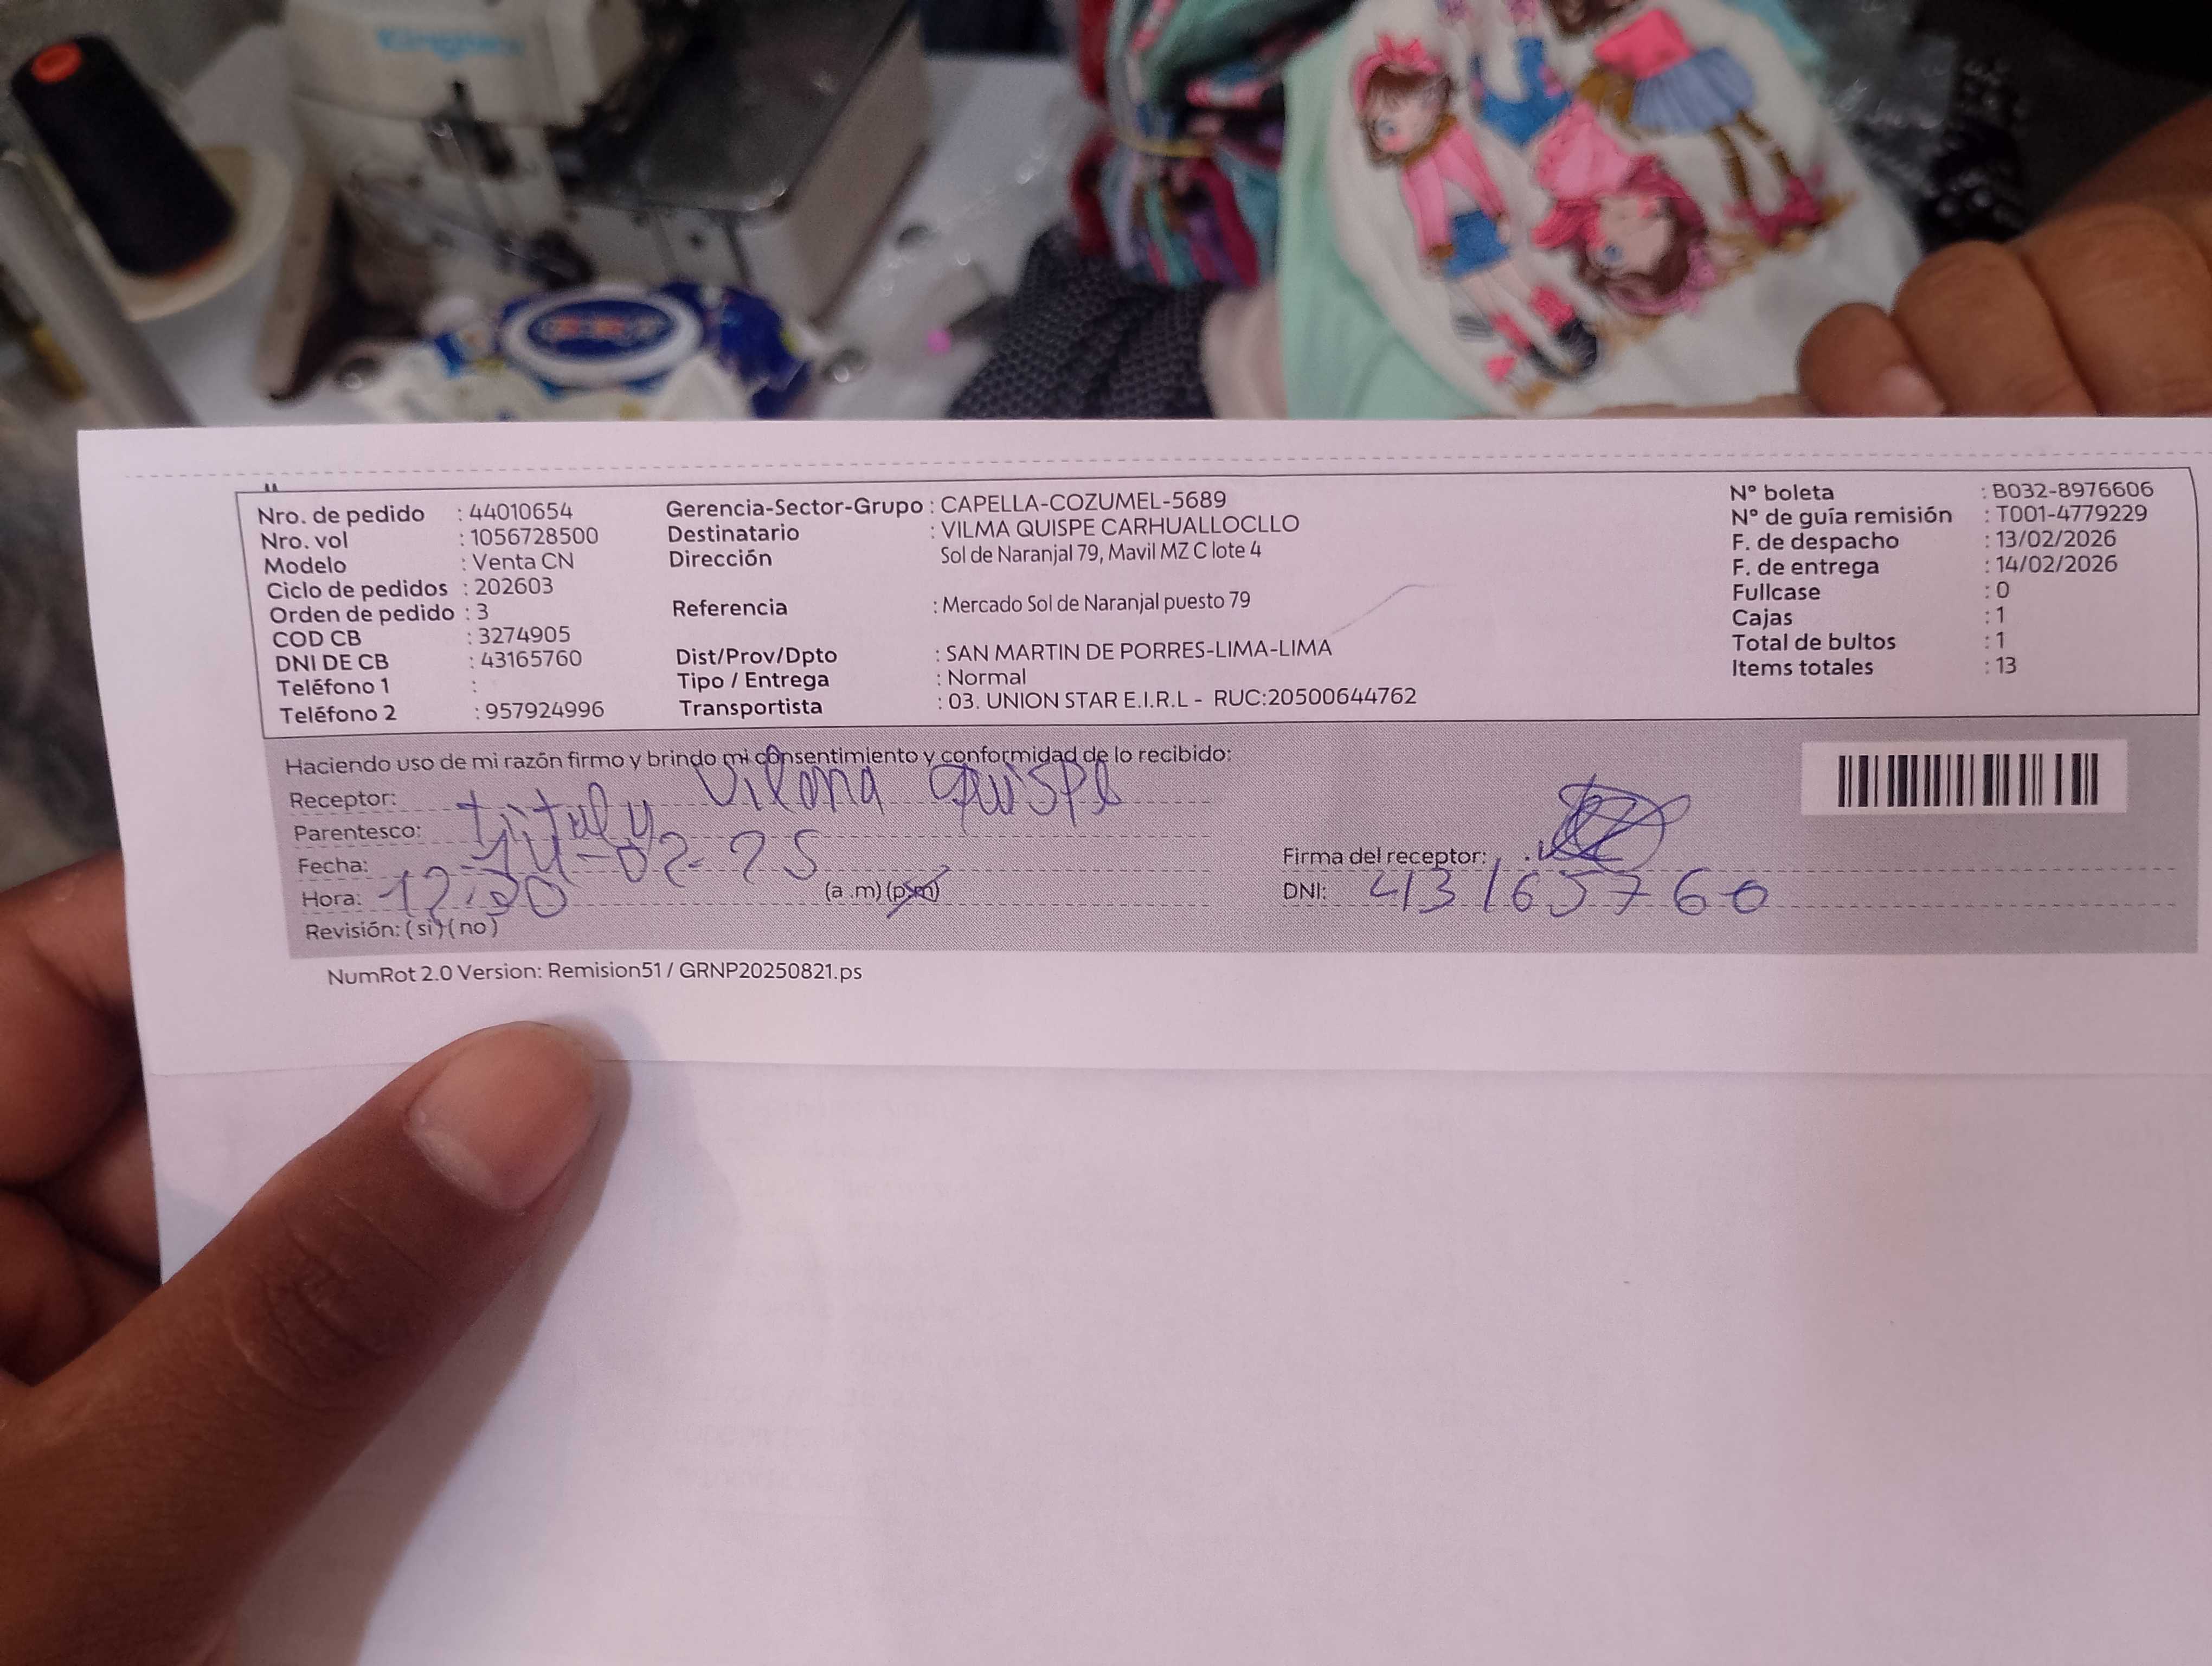 Kingtex
Nro. de pedido : 44010654
Nro. vol : 1056728500
Modelo : Venta CN
Ciclo de pedidos : 202603
Orden de pedido : 3
COD CB : 3274905
DNI DE CB : 43165760
Teléfono 1 :
Teléfono 2 : 957924996
Gerencia-Sector-Grupo : CAPELLA-COZUMEL-5689
Destinatario : VILMA QUISPE CARHUALLOCLLO
Dirección Sol de Naranjal 79, Mavil MZ C lote 4
Referencia : Mercado Sol de Naranjal puesto 79
Dist/Prov/Dpto : SAN MARTIN DE PORRES-LIMA-LIMA
Tipo / Entrega : Normal
Transportista : 03. UNION STAR E.I.R.L - RUC:20500644762
N° boleta : B032-8976606
N° de guía remisión : T001-4779229
F. de despacho : 13/02/2026
F. de entrega : 14/02/2026
Fullcase : 0
Cajas : 1
Total de bultos : 1
Items totales : 13
Haciendo uso de mi razón firmo y brindo mi consentimiento y conformidad de lo recibido:
Receptor: Vilma Quispe
Parentesco:
Fecha: 14-02-25
Hora: (a .m) (p.m)
Revisión: (si) (no)
Firma del receptor:
DNI: 43165760
NumRot 2.0 Version: Remision51 / GRNP20250821.ps